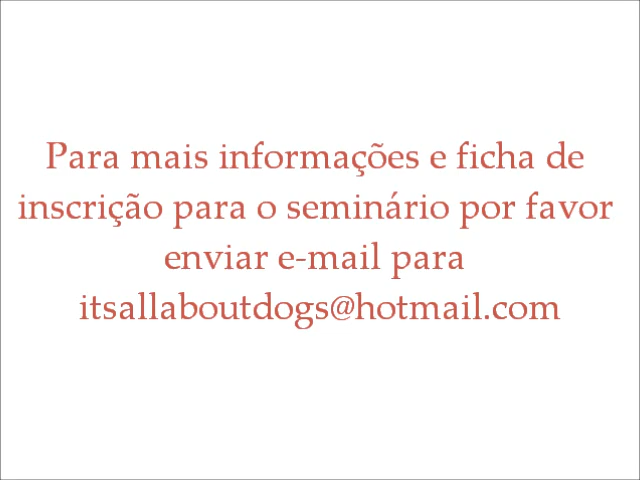 Para mais informações e ficha de
inscrição para o seminário por favor
enviar e-mail para
itsallaboutdogs@hotmail.com